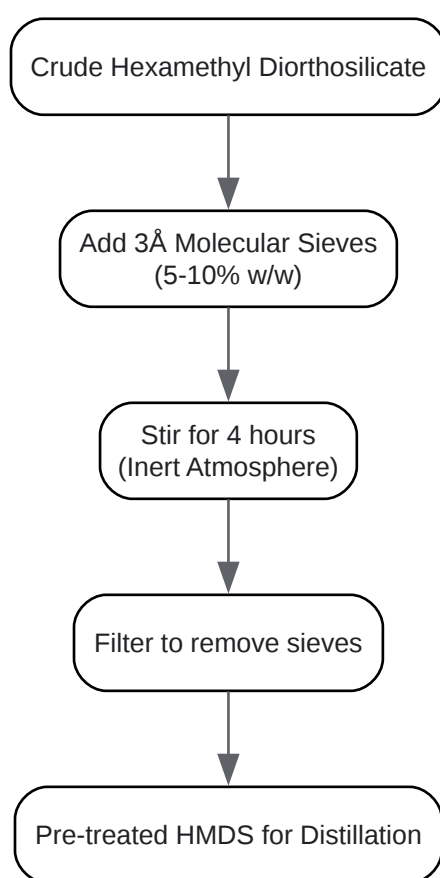 Crude Hexamethyl Diorthosilicate
Add 3Å Molecular Sieves
(5-10% w/w)
Stir for 4 hours
(Inert Atmosphere)
Filter to remove sieves
Pre-treated HMDS for Distillation